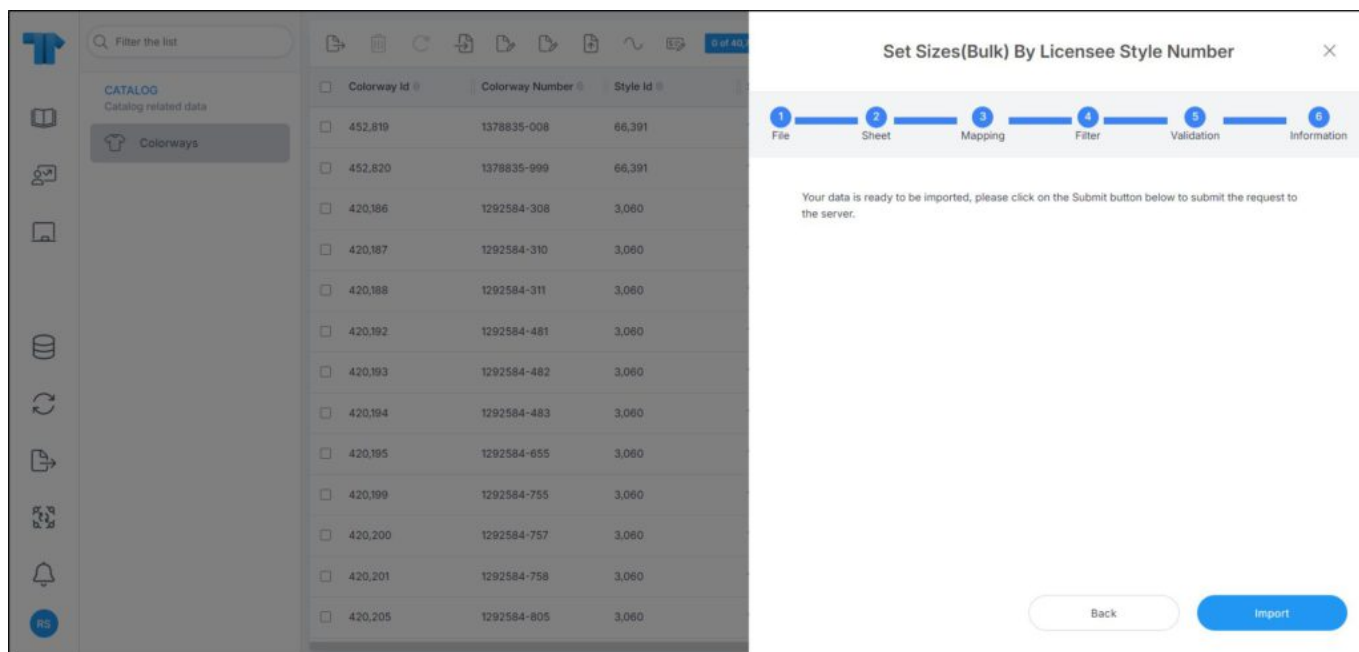 Filter the list
CATALOG
Catalog related data
Colorways
0 of 40,7
Colorway Id Colorway Number Style Id
452,819 1378835-008 66,391
452,820 1378835-999 66,391
420,186 1292584-308 3,060
420,187 1292584-310 3,060
420,188 1292584-311 3,060
420,192 1292584-481 3,060
420,193 1292584-482 3,060
420,194 1292584-483 3,060
420,195 1292584-655 3,060
420,199 1292584-755 3,060
420,200 1292584-757 3,060
420,201 1292584-758 3,060
420,205 1292584-805 3,060
RS
Set Sizes(Bulk) By Licensee Style Number
1 2 3 4 5 6
File Sheet Mapping Filter Validation Information
Your data is ready to be imported, please click on the Submit button below to submit the request to
the server.
Back Import